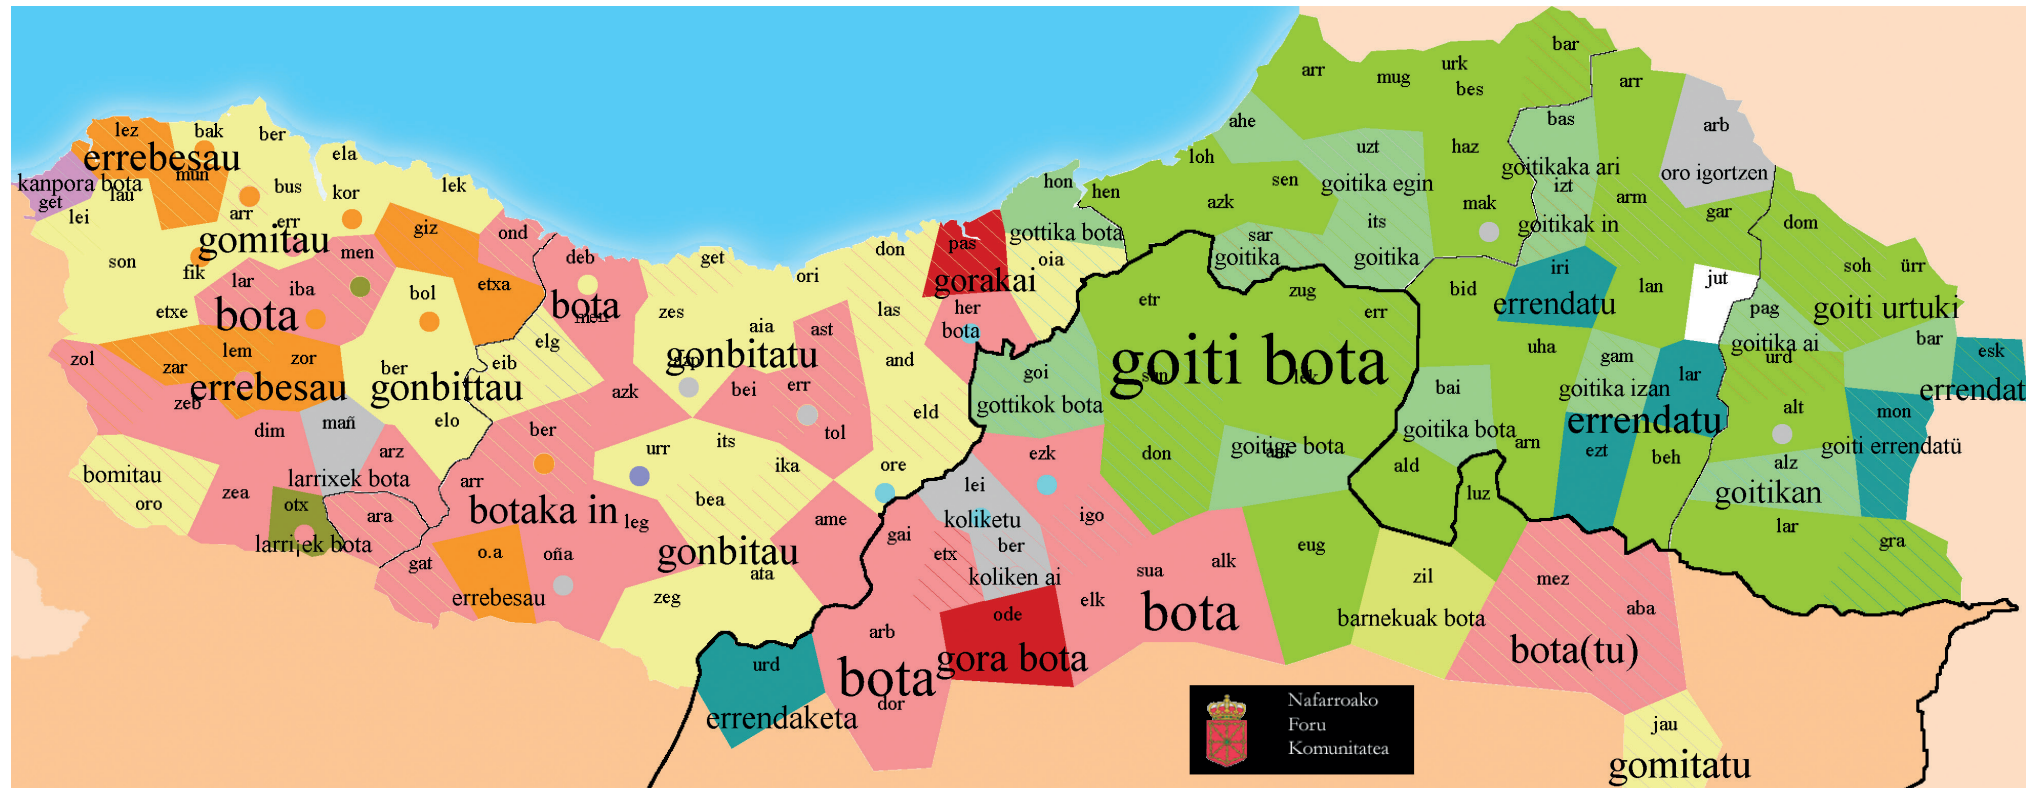 bar
arr
mug
urk
bes
arr
lez
bak
ber
ahe
bas
arb
errebesau
ela
loh
uzt
haz
goitikaka ari
oro igortzen
kanpora bota
mun
get
lau
bus
kor
lek
hon
hen
sen
goitika egin
izt
arm
lei
arr
err
azk
mak
gar
gomitau
giz
ond
gottika bota
sar
its
goitikak in
dom
son
fik
men
deb
get
don
pas
oia
goitika
goitika
iri
soh
ürr
lar
iba
bol
etxa
ori
gorakai
etr
zug
bid
errendatu
lan
jut
etxe
bota
bota
zes
aia
ast
las
her
bota
err
pag
goiti urtuki
zol
lem
zor
elg
gonbitatu
goiti bota
uha
goitika ai
bar
esk
zar
errebesau
ber
eib
and
gam
urd
zeb
gonbittau
azk
bei
err
goi
gottikok bota
bai
goitika izan
lar
errendat
dim
mañ
elo
ber
tol
eld
errendatu
alt
mon
arz
urr
its
don
goitige bota
goitika bota
arn
goiti errendatü
bomitau
larrixek bota
ika
ore
ezk
ald
ezt
beh
alz
oro
zea
otx
ara
arr
botaka in
leg
bea
ame
lei
koliketu
luz
goitikan
larrijek bota
gat
o.a
oña
gonbitau
gai
etx
ber
igo
eug
lar
gra
errebesau
zeg
ata
koliken ai
sua
alk
zil
mez
arb
ode
elk
bota
barnekuak bota
aba
urd
bota
gora bota
bota(tu)
errendaketa
dor
Nafarroako
Foru
Komunitatea
jau
gomitatu